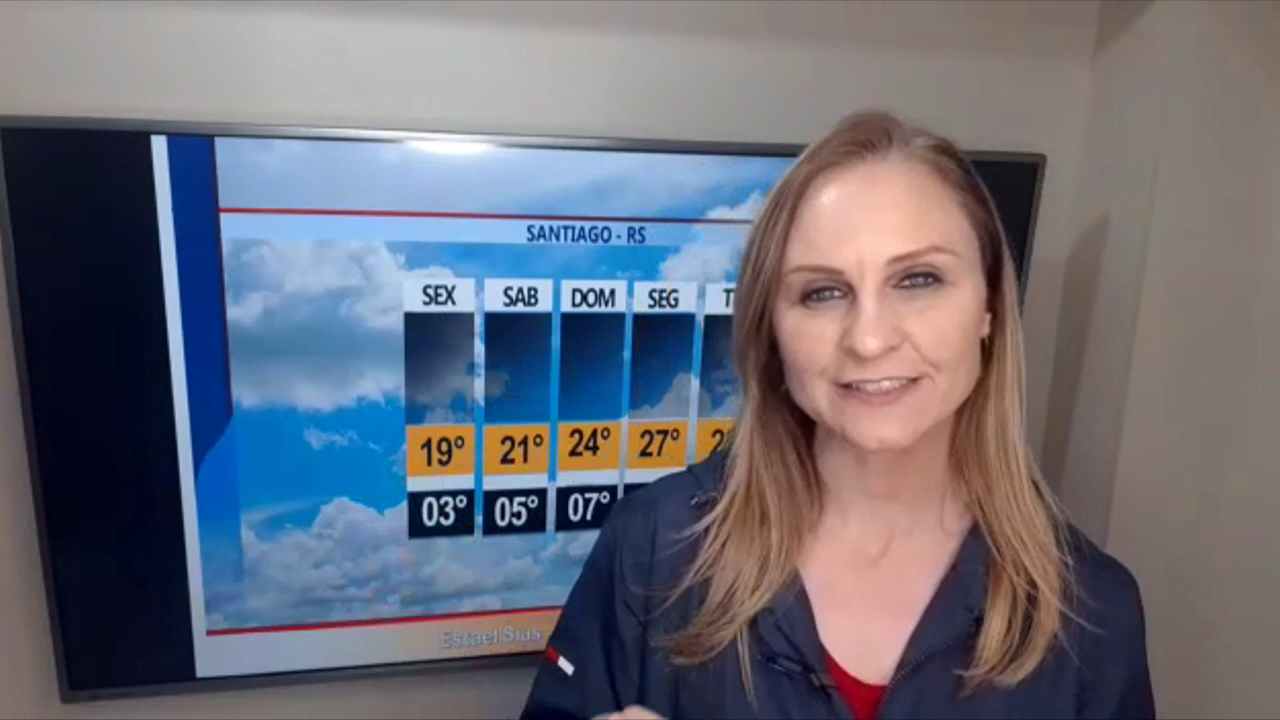 SANTIAGO - RS
SEX SAB DOM SEG
19° 21° 24° 27°
03° 05° 07°
Estael Sias